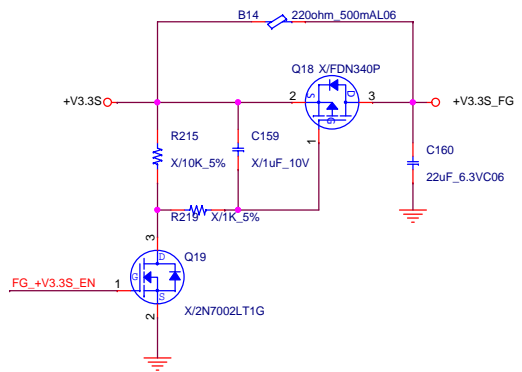 B14 220ohm_500mAL06
Q18 X/FDN340P
+V3.3S
2
S
D
G
3
+V3.3S_FG
1
R215
C159
X/10K_5%
X/1uF_10V
C160
22uF_6.3VC06
R219 X/1K_5%
3
Q19
D
G
S
FG_+V3.3S_EN
1
2
X/2N7002LT1G